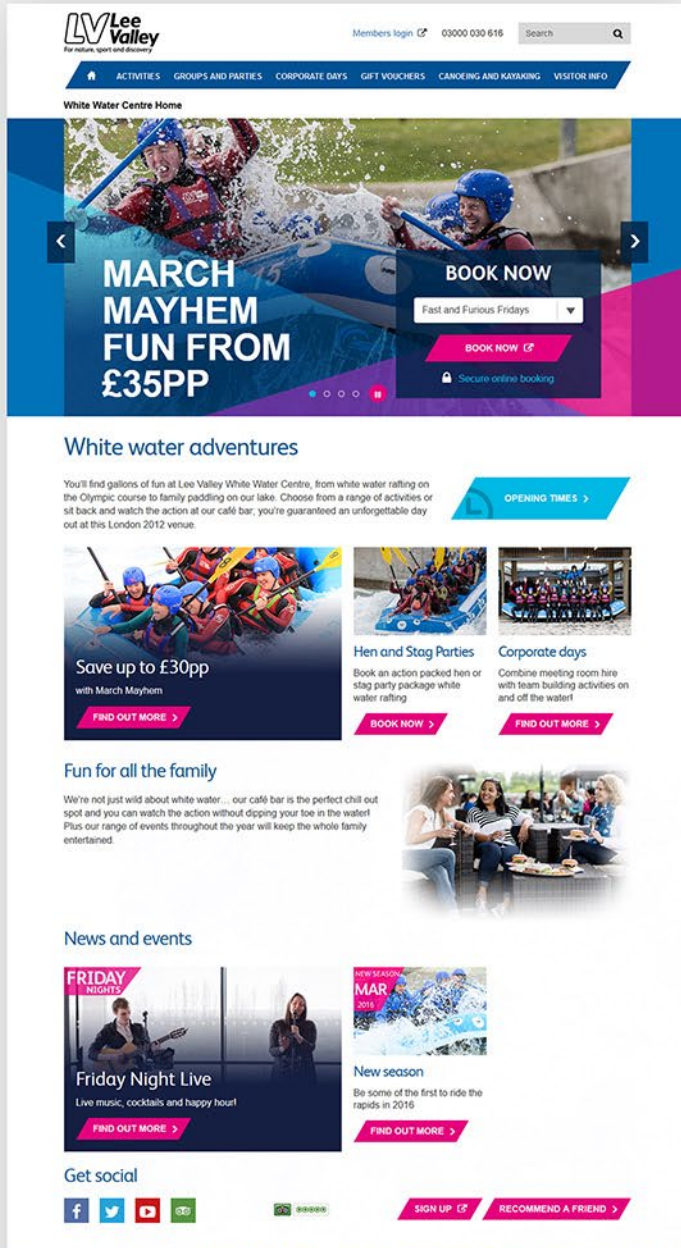 LV Lee
Valley
For nature, sport and discovery
Members login
03000 030 616
Search
ACTIVITIES
GROUPS AND PARTIES
CORPORATE DAYS
GIFT VOUCHERS
CANOEING AND KAYAKING
VISITOR INFO
White Water Centre Home
MARCH
MAYHEM
FUN FROM
£35PP
BOOK NOW
Fast and Furious Fridays
BOOK NOW
Secure online booking
White water adventures
You'll find gallons of fun at Lee Valley White Water Centre, from white water rafting on
the Olympic course to family paddling on our lake. Choose from a range of activities or
sit back and watch the action at our café bar, you're guaranteed an unforgettable day
out at this London 2012 venue.
OPENING TIMES
Save up to £30pp
with March Mayhem
FIND OUT MORE
Hen and Stag Parties
Book an action packed hen or
stag party package white
water rafting
BOOK NOW
Corporate days
Combine meeting room hire
with team building activities on
and off the water!
FIND OUT MORE
Fun for all the family
We're not just wild about white water… our café bar is the perfect chill out
spot and you can watch the action without dipping your toe in the water!
Plus our range of events throughout the year will keep the whole family
entertained.
News and events
FRIDAY
NIGHTS
Friday Night Live
Live music, cocktails and happy hour!
FIND OUT MORE
NEW SEASON
MAR
2016
New season
Be some of the first to ride the
rapids in 2016
FIND OUT MORE
Get social
SIGN UP
RECOMMEND A FRIEND